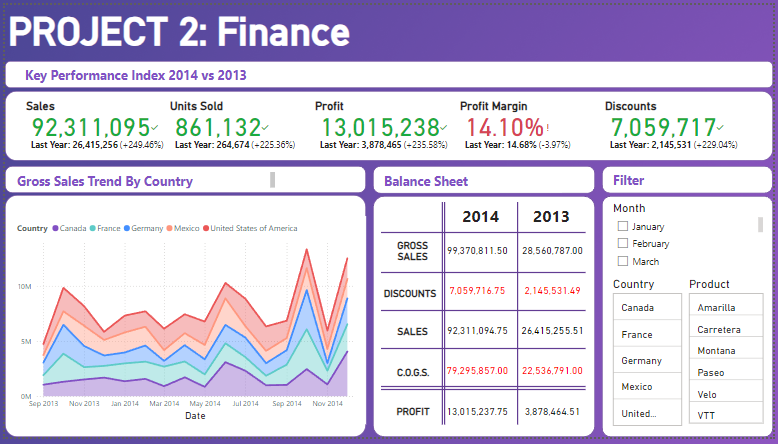 PROJECT 2: Finance
Key Performance Index 2014 vs 2013
Sales
92,311,095
Last Year: 26,415,256 (+249.46%)
Units Sold
861,132
Last Year: 264,674 (+225.36%)
Profit
13,015,238
Last Year: 3,878,465 (+235.58%)
Profit Margin
14.10%!
Last Year: 14.68% (-3.97%)
Discounts
7,059,717
Last Year: 2,145,531 (+229.04%)
Gross Sales Trend By Country
Country Canada France Germany Mexico United States of America
10M
5M
0M
Sep 2013 Nov 2013 Jan 2014 Mar 2014 May 2014 Jul 2014 Sep 2014 Nov 2014
Date
Balance Sheet
2014 2013
GROSS
SALES 99,370,811.50 28,560,787.00
DISCOUNTS 7,059,716.75 2,145,531.49
SALES 92,311,094.75 26,415,255.51
C.O.G.S. 79,295,857.00 22,536,791.00
PROFIT 13,015,237.75 3,878,464.51
Filter
Month
January
February
March
Country
Canada
France
Germany
Mexico
United...
Product
Amarilla
Carretera
Montana
Paseo
Velo
VTT